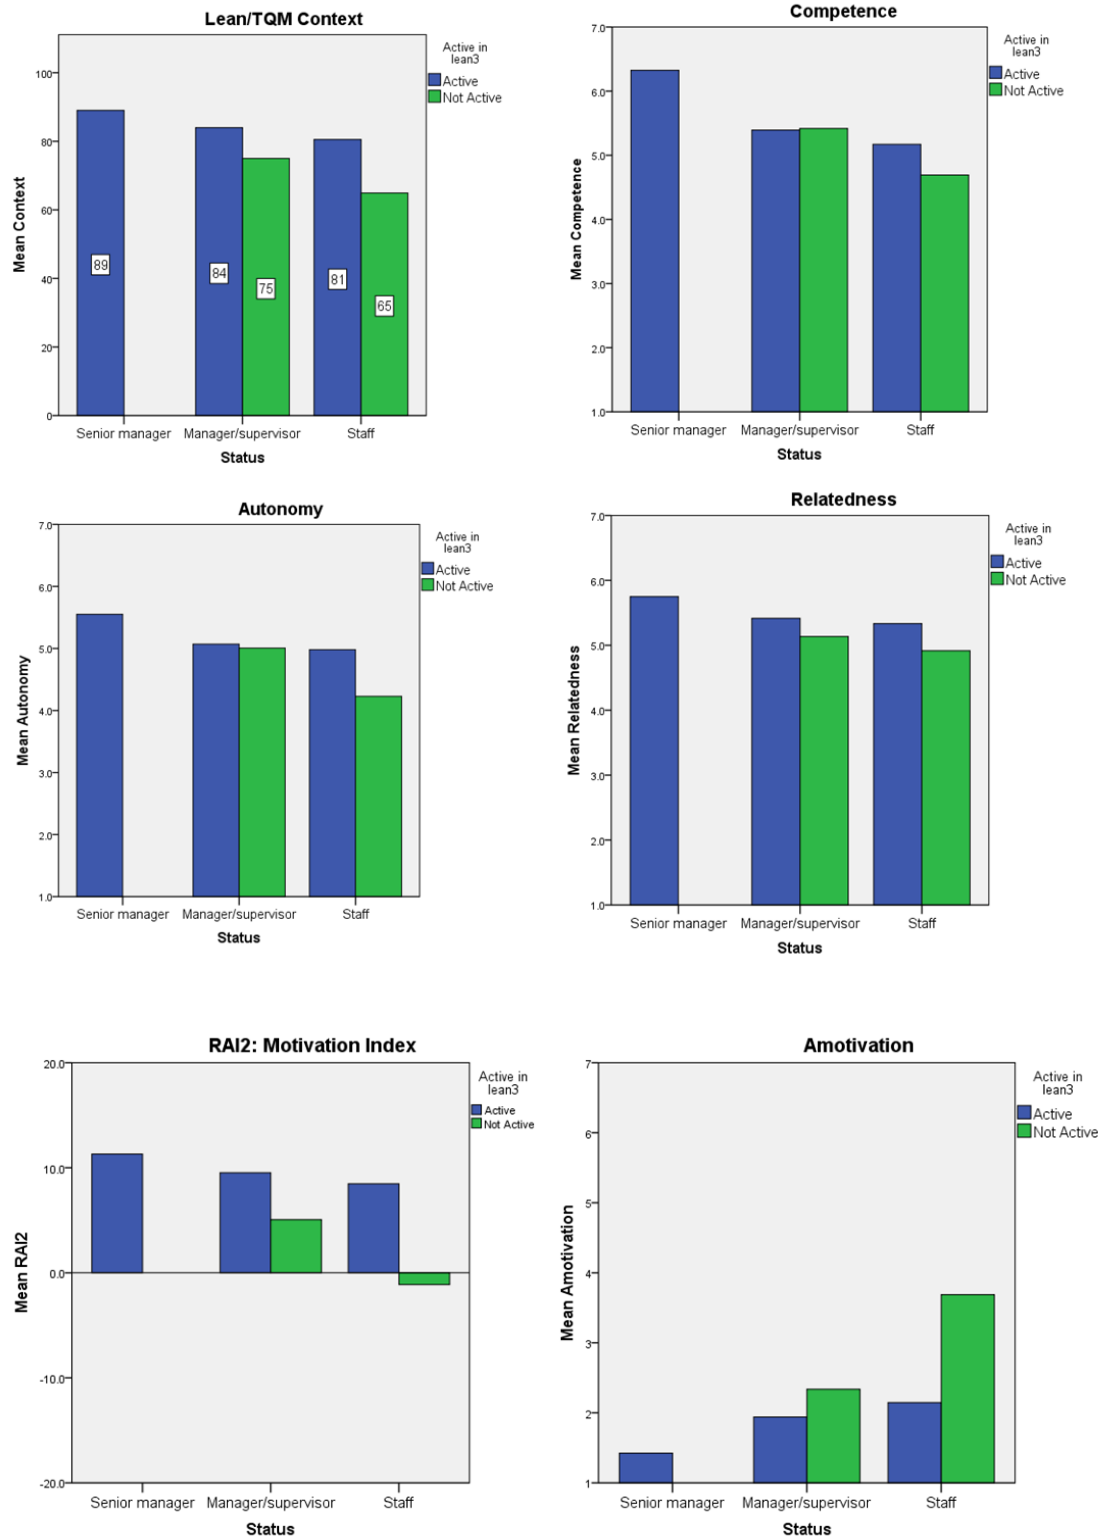 Lean/TQM Context
Active in
lean3
Active
Not Active
Mean Context
100
80
60
40
20
0
89
84
75
81
65
Senior manager
Manager/supervisor
Staff
Status
Competence
Active in
lean3
Active
Not Active
Mean Competence
7.0
6.0
5.0
4.0
3.0
2.0
1.0
Senior manager
Manager/supervisor
Staff
Status
Autonomy
Active in
lean3
Active
Not Active
Mean Autonomy
7.0
6.0
5.0
4.0
3.0
2.0
1.0
Senior manager
Manager/supervisor
Staff
Status
Relatedness
Active in
lean3
Active
Not Active
Mean Relatedness
7.0
6.0
5.0
4.0
3.0
2.0
1.0
Senior manager
Manager/supervisor
Staff
Status
RAI2: Motivation Index
Active in
lean3
Active
Not Active
Mean RAI2
20.0
10.0
0.0
-10.0
-20.0
Senior manager
Manager/supervisor
Staff
Status
Amotivation
Active in
lean3
Active
Not Active
Mean Amotivation
7
6
5
4
3
2
1
Senior manager
Manager/supervisor
Staff
Status